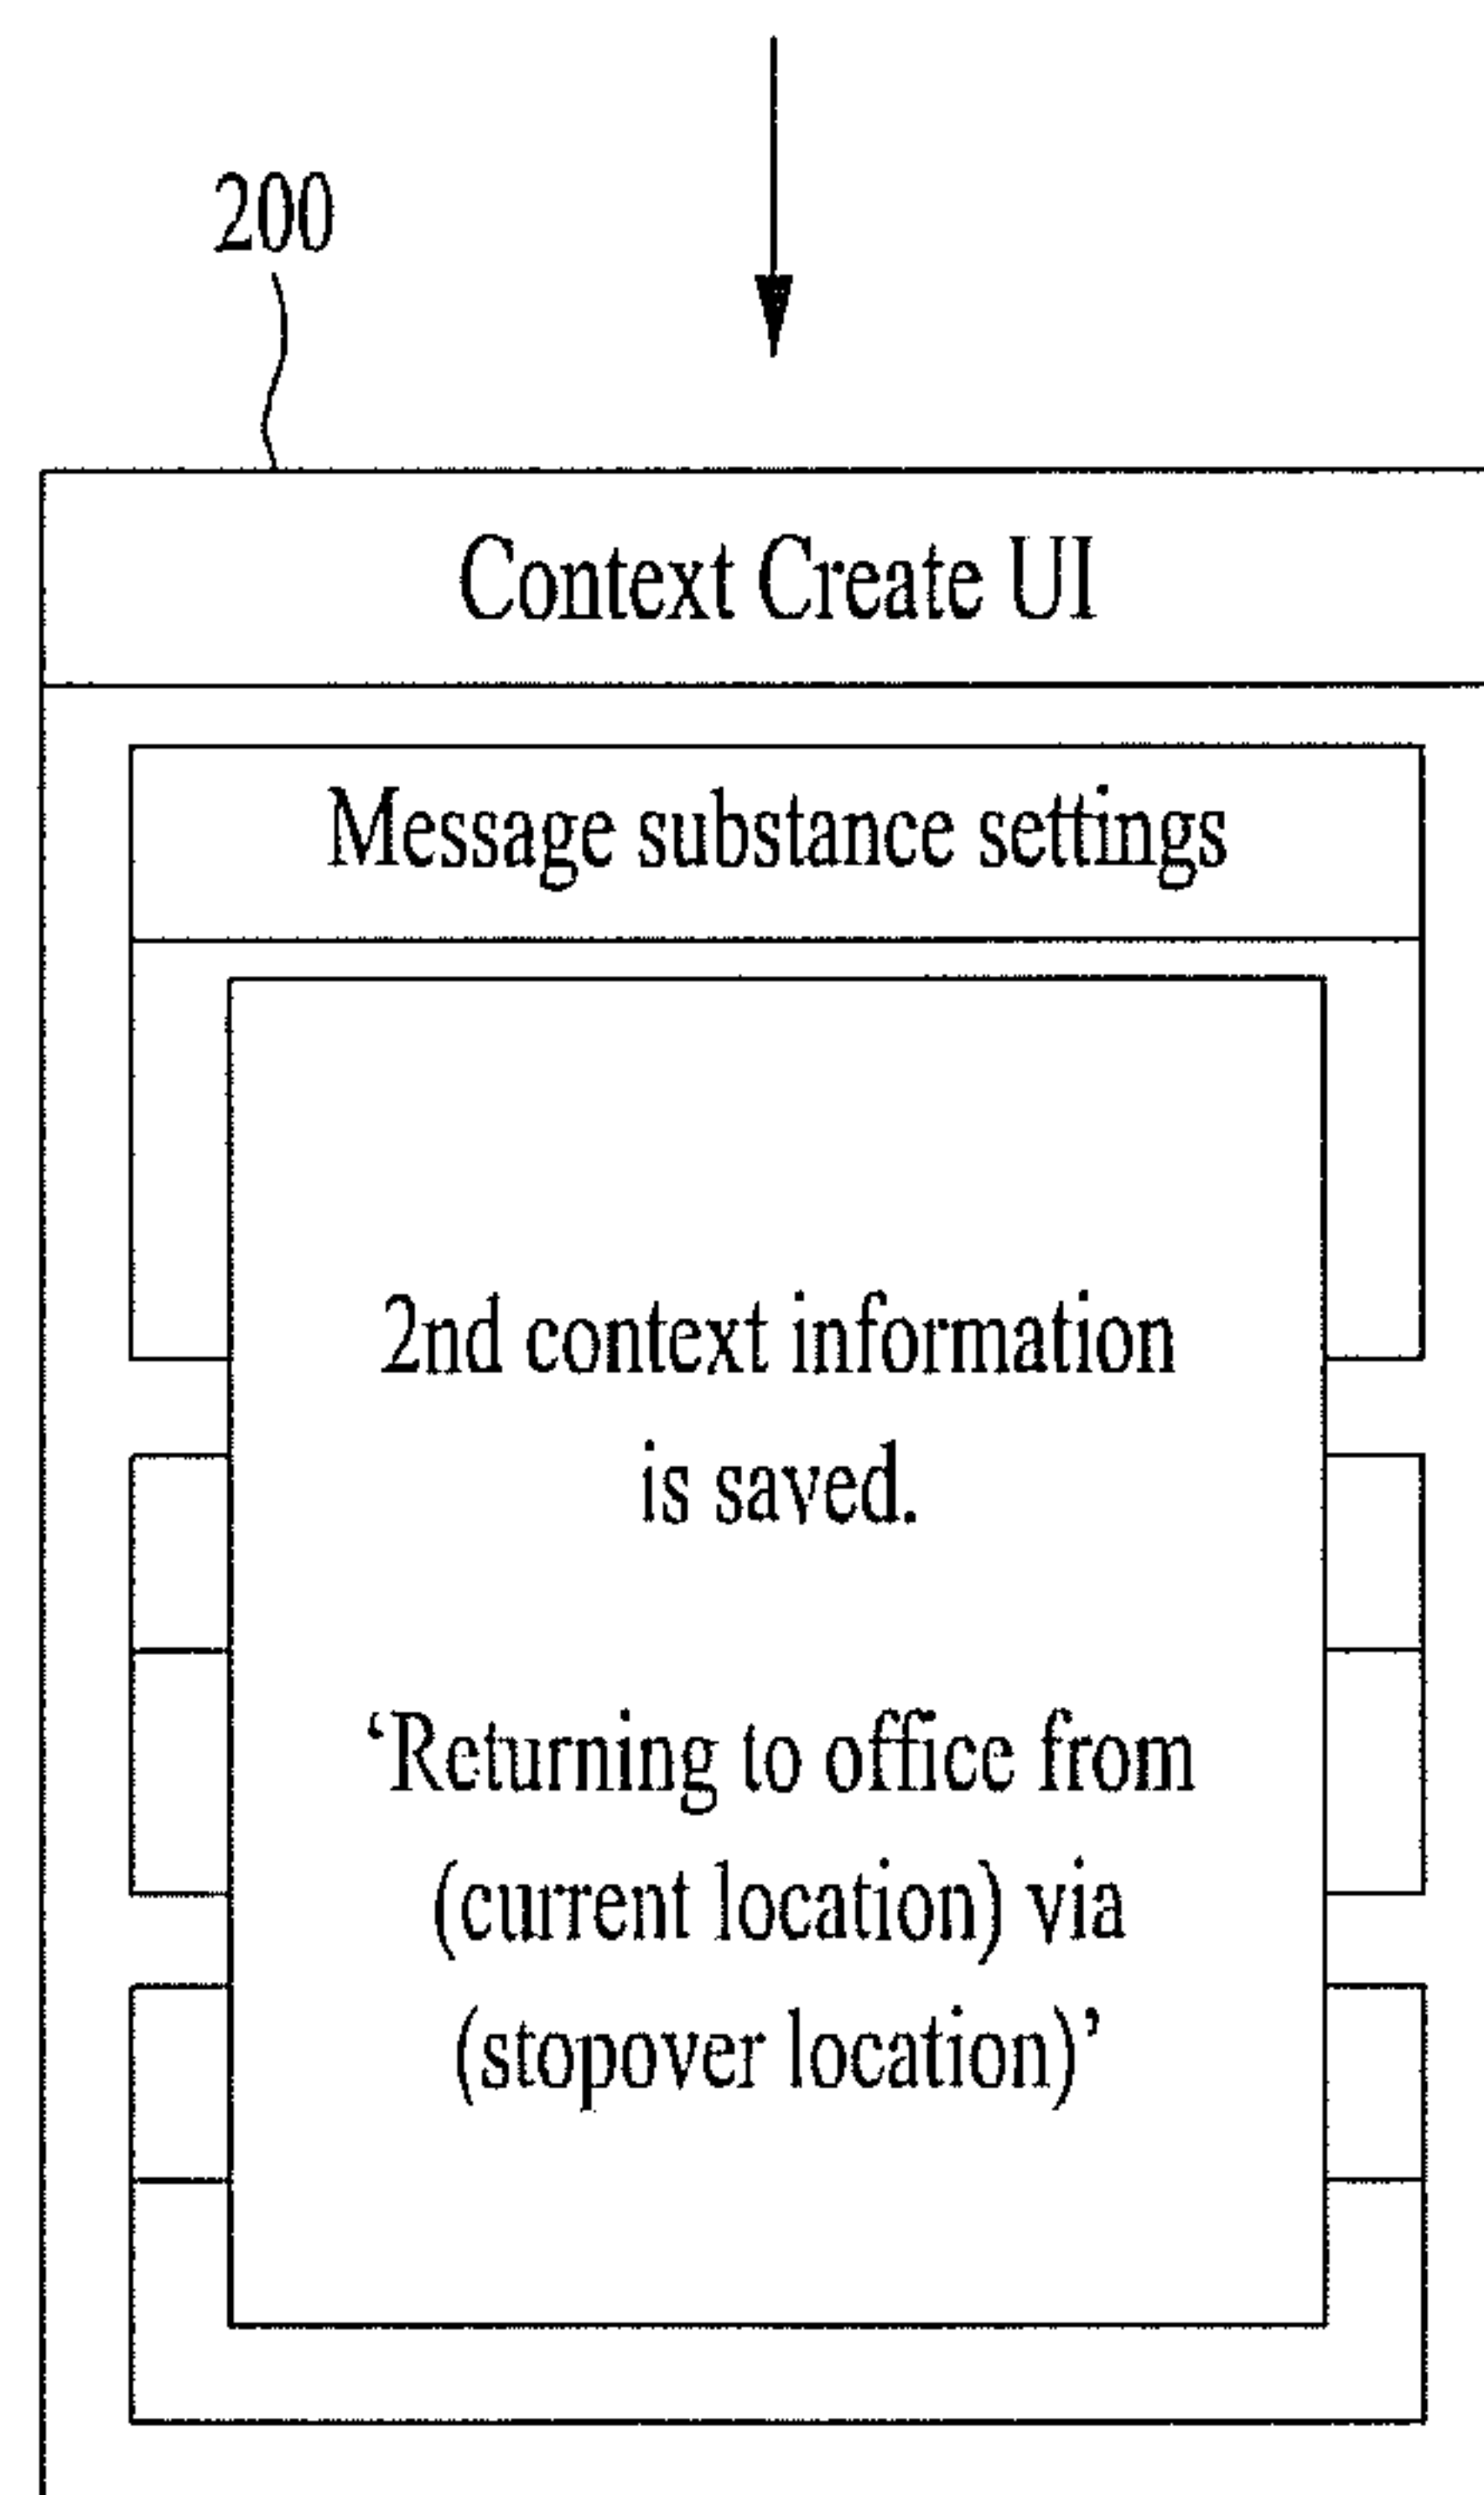 200
Context Create UI
Message substance settings
2nd context information
is saved.
‘Returning to office from
(current location) via
(stopover location)’